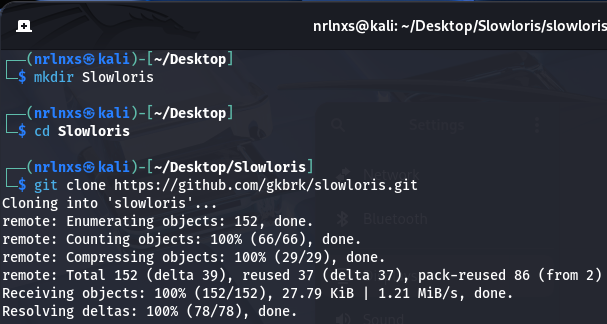 nrlnxs@kali: ~/Desktop/Slowloris/slowloris
┌──(nrlnxs㉿kali)-[~/Desktop]
└─$ mkdir Slowloris
┌──(nrlnxs㉿kali)-[~/Desktop]
└─$ cd Slowloris
┌──(nrlnxs㉿kali)-[~/Desktop/Slowloris]
└─$ git clone https://github.com/gkbrk/slowloris.git
Cloning into 'slowloris'...
remote: Enumerating objects: 152, done.
remote: Counting objects: 100% (66/66), done.
remote: Compressing objects: 100% (29/29), done.
remote: Total 152 (delta 39), reused 37 (delta 37), pack-reused 86 (from 2)
Receiving objects: 100% (152/152), 27.79 KiB | 1.21 MiB/s, done.
Resolving deltas: 100% (78/78), done.
Settings
Network
Bluetooth
Sound